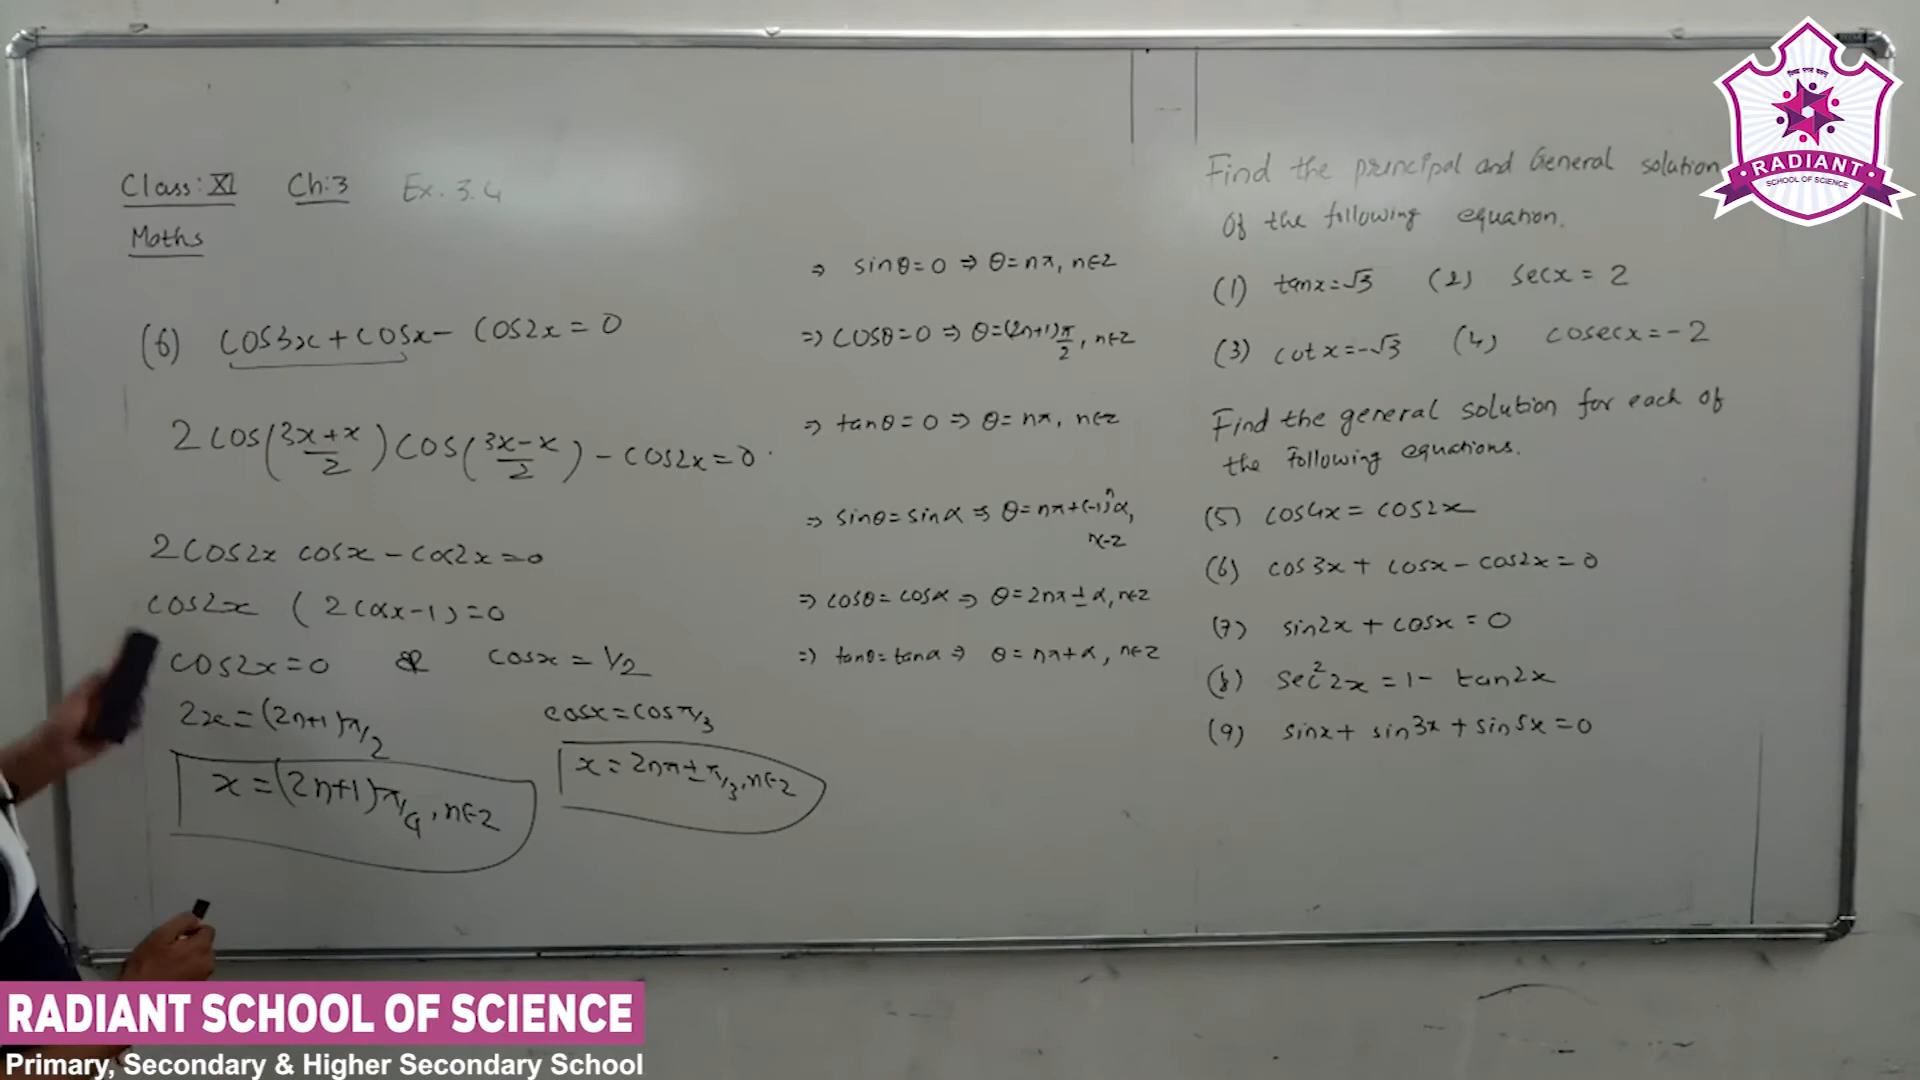 Class: XI Ch:3 Ex. 3.4
Maths
(6) cos3x + cosx - cos2x = 0
2 cos(3x+x/2) cos(3x-x/2) - cos2x = 0
2 cos2x cosx - cos2x = 0
cos2x (2cosx - 1) = 0
cos2x = 0 or cosx = 1/2
2x = (2n+1)π/2 cosx = cosπ/3
x = (2n+1)π/4, n∈Z x = 2nπ ± π/3, n∈Z
⇒ sinθ = 0 ⇒ θ = nπ, n∈Z
⇒ cosθ = 0 ⇒ θ = (2n+1)π/2, n∈Z
⇒ tanθ = 0 ⇒ θ = nπ, n∈Z
⇒ sinθ = sinα ⇒ θ = nπ + (-1)ⁿα,
n∈Z
⇒ cosθ = cosα ⇒ θ = 2nπ ± α, n∈Z
⇒ tanθ = tanα ⇒ θ = nπ + α, n∈Z
Find the principal and General solution
of the following equation.
(1) tanx = √3 (2) secx = 2
(3) cotx = -√3 (4) cosecx = -2
Find the general solution for each of
the following equations.
(5) cos4x = cos2x
(6) cos3x + cosx - cos2x = 0
(7) sin2x + cosx = 0
(8) sec²2x = 1 - tan2x
(9) sinx + sin3x + sin5x = 0
RADIANT
SCHOOL OF SCIENCE
RADIANT SCHOOL OF SCIENCE
Primary, Secondary & Higher Secondary School